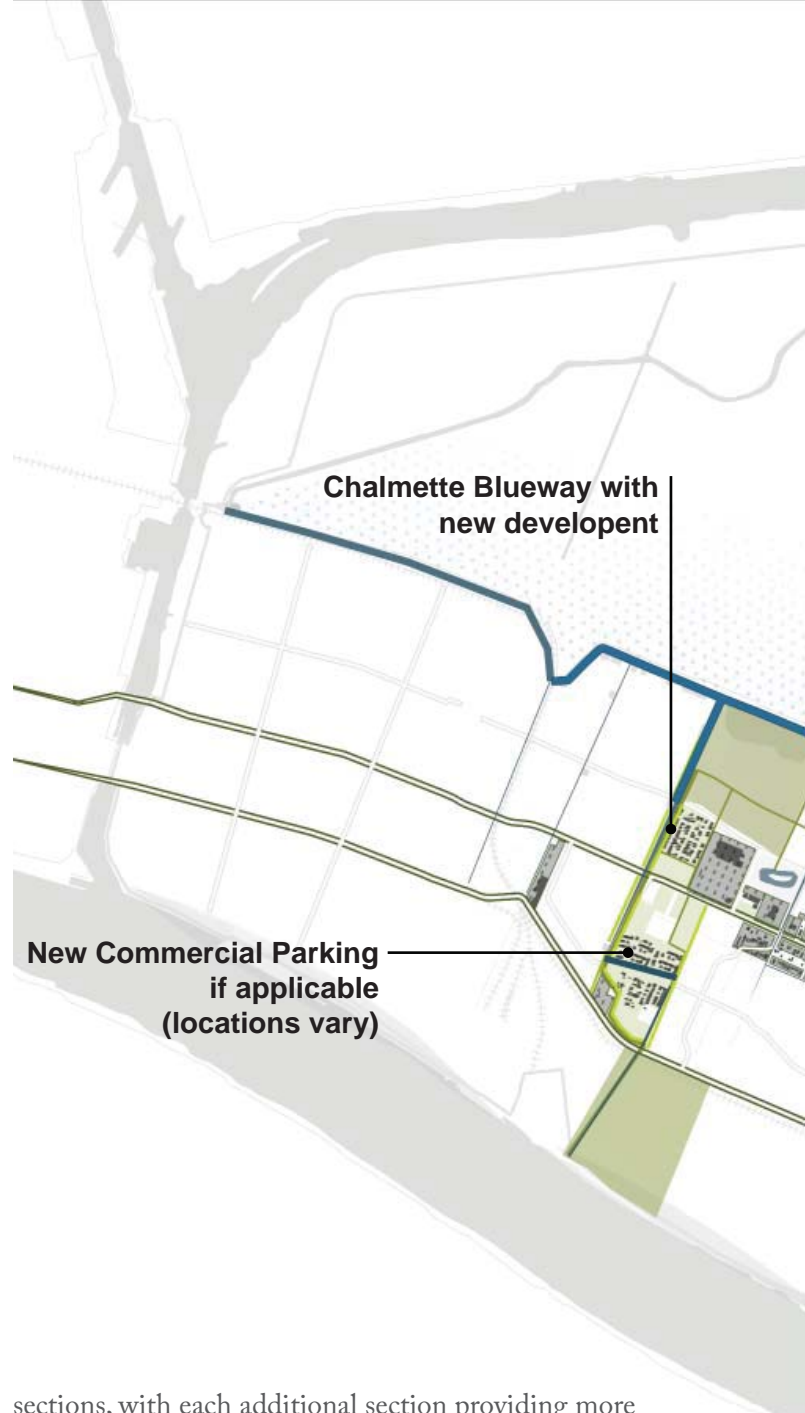 Chalmette Blueway with
new developent
New Commercial Parking
if applicable
(locations vary)
sections, with each additional section providing more